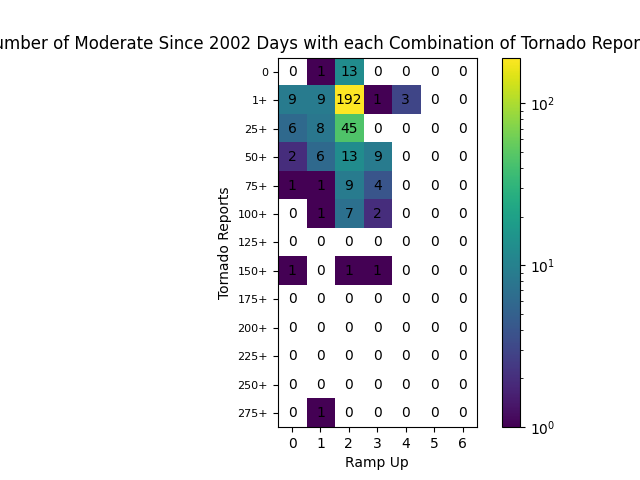 umber of Moderate Since 2002 Days with each Combination of Tornado Repor
0 0 1 13 0 0 0 0
1+ 9 9 192 1 3 0 0
25+ 6 8 45 0 0 0 0
50+ 2 6 13 9 0 0 0
75+ 1 1 9 4 0 0 0
100+ 0 1 7 2 0 0 0
125+ 0 0 0 0 0 0 0
150+ 1 0 1 1 0 0 0
175+ 0 0 0 0 0 0 0
200+ 0 0 0 0 0 0 0
225+ 0 0 0 0 0 0 0
250+ 0 0 0 0 0 0 0
275+ 0 1 0 0 0 0 0
0 1 2 3 4 5 6
Ramp Up
Tornado Reports
10²
10¹
10⁰